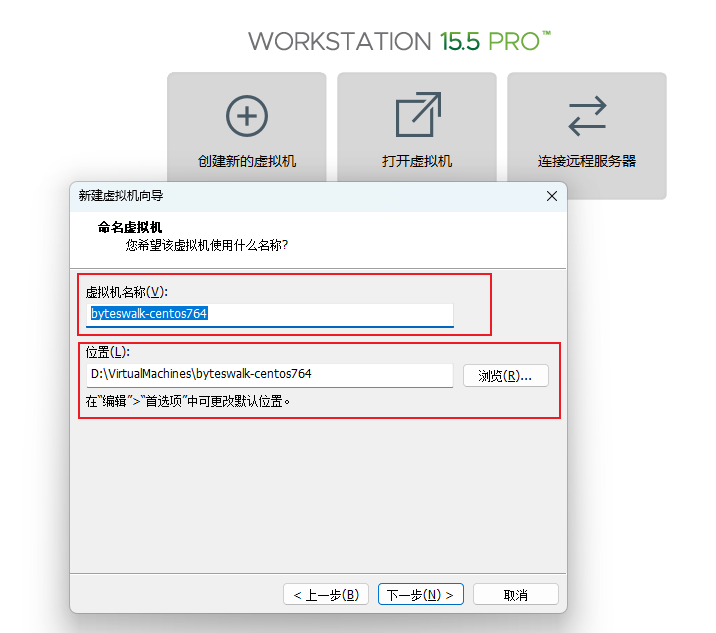 WORKSTATION 15.5 PRO™
创建新的虚拟机
打开虚拟机
连接远程服务器
新建虚拟机向导
命名虚拟机
您希望该虚拟机使用什么名称?
虚拟机名称(V):
byteswalk-centos764
位置(L):
D:\VirtualMachines\byteswalk-centos764
浏览(R)...
在“编辑”>“首选项”中可更改默认位置。
< 上一步(B)
下一步(N) >
取消